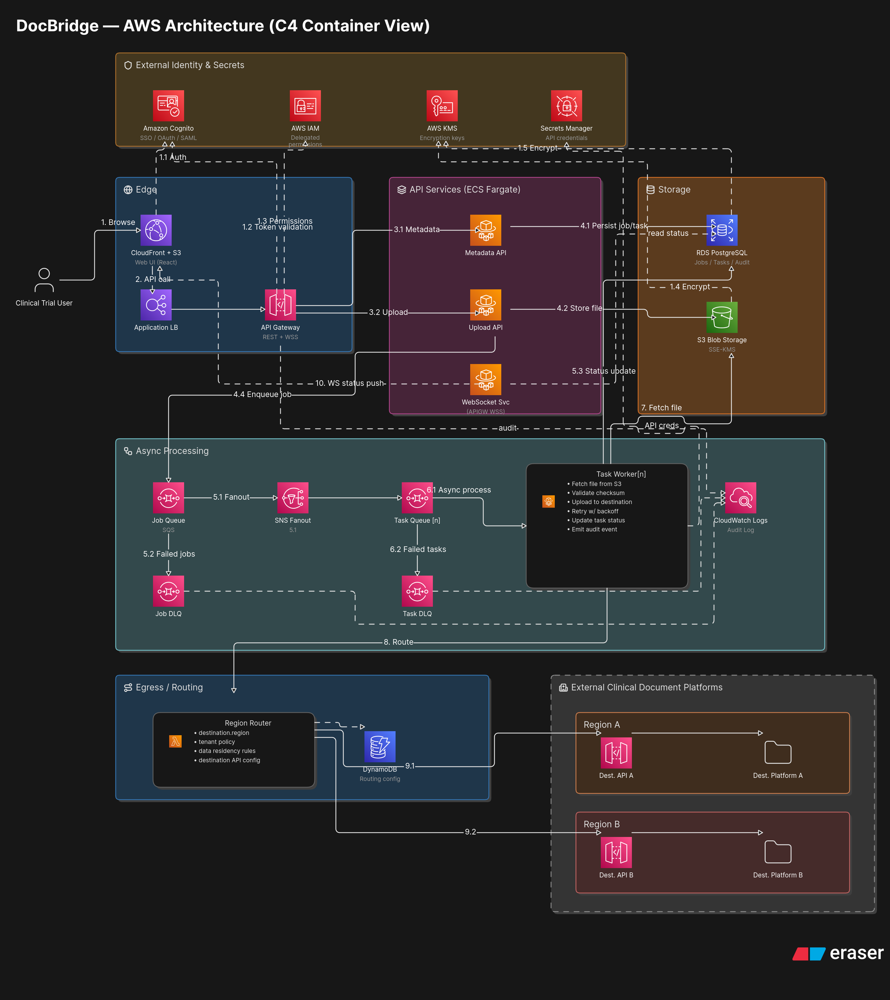 DocBridge — AWS Architecture (C4 Container View)
External Identity & Secrets
Amazon Cognito
SSO / OAuth / SAML
AWS IAM
Delegated
permissions
AWS KMS
Encryption keys
Secrets Manager
API credentials
1.5 Encrypt
1.1 Auth
Edge
API Services (ECS Fargate)
Storage
1. Browse
1.3 Permissions
1.2 Token validation
3.1 Metadata
4.1 Persist job/task
read status
CloudFront + S3
Web UI (React)
Metadata API
RDS PostgreSQL
Jobs / Tasks / Audit
2. API call
1.4 Encrypt
Clinical Trial User
4.2 Store file
3.2 Upload
Application LB
API Gateway
REST + WSS
Upload API
S3 Blob Storage
SSE-KMS
5.3 Status update
10. WS status push
4.4 Enqueue job
WebSocket Svc
(APIGW WSS)
7. Fetch file
API creds
audit
Async Processing
Task Worker[n]
• Fetch file from S3
• Validate checksum
• Upload to destination
• Retry w/ backoff
• Update task status
• Emit audit event
6.1 Async process
5.1 Fanout
Job Queue
SQS
SNS Fanout
5.1
Task Queue [n]
CloudWatch Logs
Audit Log
5.2 Failed jobs
6.2 Failed tasks
Job DLQ
Task DLQ
8. Route
Egress / Routing
External Clinical Document Platforms
Region Router
• destination.region
• tenant policy
• data residency rules
• destination API config
DynamoDB
Routing config
9.1
Region A
Dest. API A
Dest. Platform A
9.2
Region B
Dest. API B
Dest. Platform B
eraser